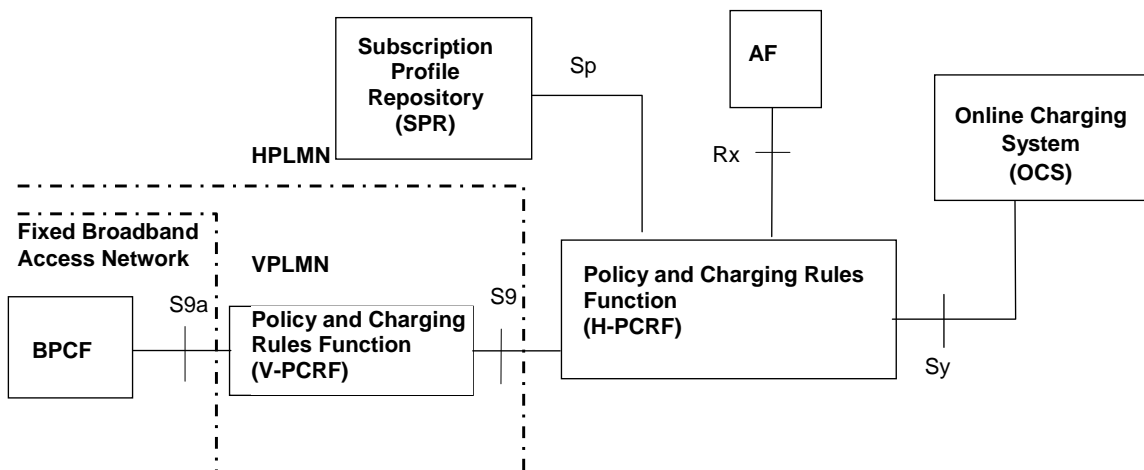 Subscription
Profile
Repository
(SPR)
Sp
AF
Online Charging
System
(OCS)
Rx
HPLMN
Fixed Broadband
Access Network
VPLMN
S9a
S9
Policy and Charging Rules
Function
(H-PCRF)
Policy and Charging
Rules Function
(V-PCRF)
BPCF
Sy